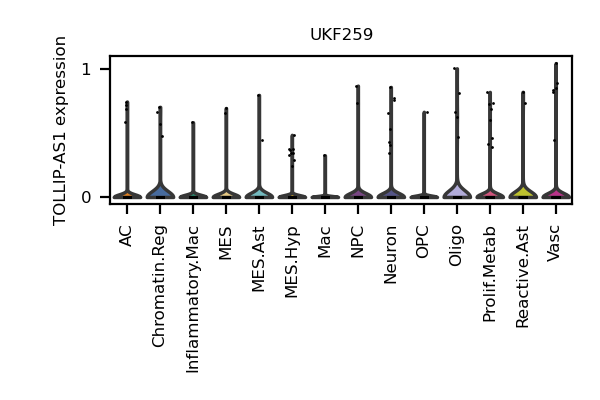 UKF259
TOLLIP-AS1 expression
1
0
AC
Chromatin.Reg
Inflammatory.Mac
MES
MES.Ast
MES.Hyp
Mac
NPC
Neuron
OPC
Oligo
Prolif.Metab
Reactive.Ast
Vasc